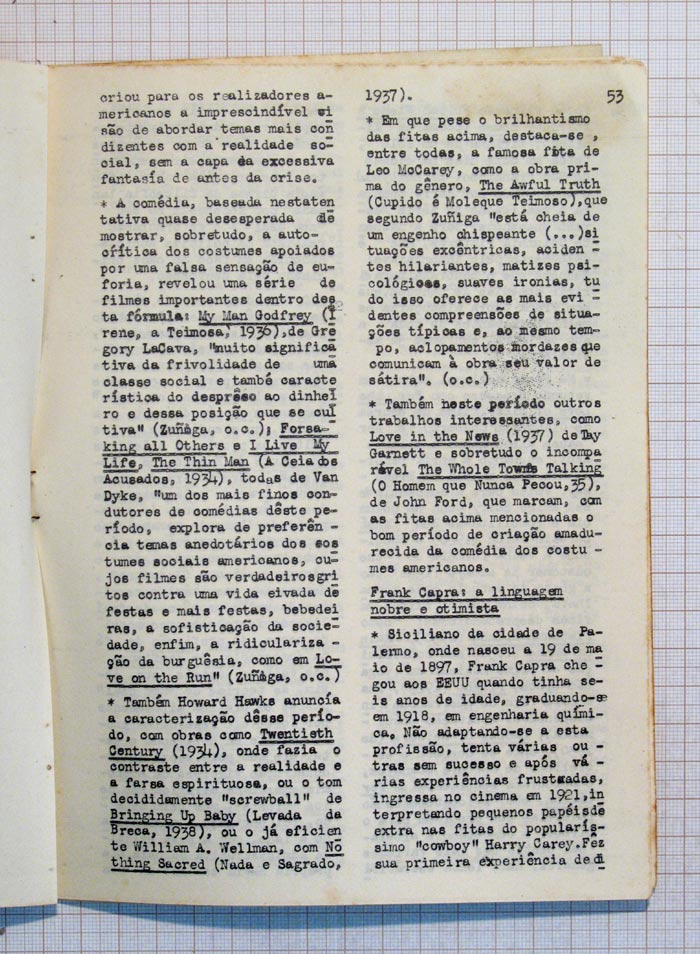 criou para os realizadores a-
mericanos a imprescindível vi
são de abordar temas mais con
dizentes com a realidade so-
cial, sem a capa da excessiva
fantasía de antes da crise.
* A comédia, baseada nestaten
tativa quase desesperada de
mostrar, sobretudo, a auto-
crítica dos costumes apoiados
por uma falsa sensação de eu-
foria, revelou uma série de
filmes importantes dentro des
ta fórmula: My Man Godfrey (I
rene, a Teimosa, 1936),de Gre
gory LaCava, "muito significa
tiva da frivolidade de uma
classe social e també caracte
rística do desprêso ao dinhei
ro e dessa posição que se cul
tiva" (Zuñiga, o.c.); Forsa-
king all Others e I Live My
Life, The Thin Man (A Ceia dos
Acusados, 1934), todas de Van
Dyke, "um dos mais finos con-
dutores de comédias dêste pe-
ríodo, explora de preferên -
cia temas anedotários dos cos
tumes sociais americanos, cu-
jos filmes são verdadeirosgri
tos contra uma vida eivada de
festas e mais festas, bebedei
ras, a sofisticação da socie-
dade, enfim, a ridiculariza -
ção da burguêsia, como em Lo-
ve on the Run" (Zuñiga, o.c.)
* Também Howard Hawks anuncía
a caracterização dêsse perío-
do, com obras como Twentieth
Century (1934), onde fazia o
contraste entre a realidade e
a farsa espirituosa, ou o tom
decididamente "screwball" de
Bringing Up Baby (Levada da
Breca, 1938), ou o já eficien
te William A. Wellman, com No
thing Sacred (Nada e Sagrado,
1937).
53
* Em que pese o brilhantismo
das fitas acima, destaca-se ,
entre todas, a famosa fita de
Leo McCarey, como a obra pri-
ma do gênero, The Awful Truth
(Cupido é Moleque Teimoso),que
segundo Zuñiga "está cheia de
um engenho chispeante (...)si
tuações excêntricas, aciden -
tes hilariantes, matizes psi-
cológicos, suaves ironias, tu
do isso oferece as mais evi -
dentes compreensões de situa-
ções típicas e, ao mesmo tem-
po, aclopamentos mordazes que
comunicam à obra seu valor de
sátira". (o.c.)
* Também neste período outros
trabalhos interessantes, como
Love in the News (1937) de Tay
Garnett e sobretudo o incompa
rável The Whole Towns Talking
(O Homem que Nunca Pecou,35),
de John Ford, que marcam, com
as fitas acima mencionadas o
bom período de criação amadu-
recida da comédia dos costu -
mes americanos.
Frank Capra: a linguagem
nobre e otimista
* Siciliano da cidade de Pa-
lermo, onde nasceu a 19 de ma
io de 1897, Frank Capra che -
gou aos EEUU quando tinha se-
is anos de idade, graduando-se
em 1918, em engenharia quími-
ca. Não adaptando-se a esta
profissão, tenta várias ou -
tras sem sucesso e após vá -
rias experiências frustradas,
ingressa no cinema em 1921,in
terpretando pequenos papéisde
extra nas fitas do popularís-
simo "cowboy" Harry Carey.Fêz
sua primeira experiência de di